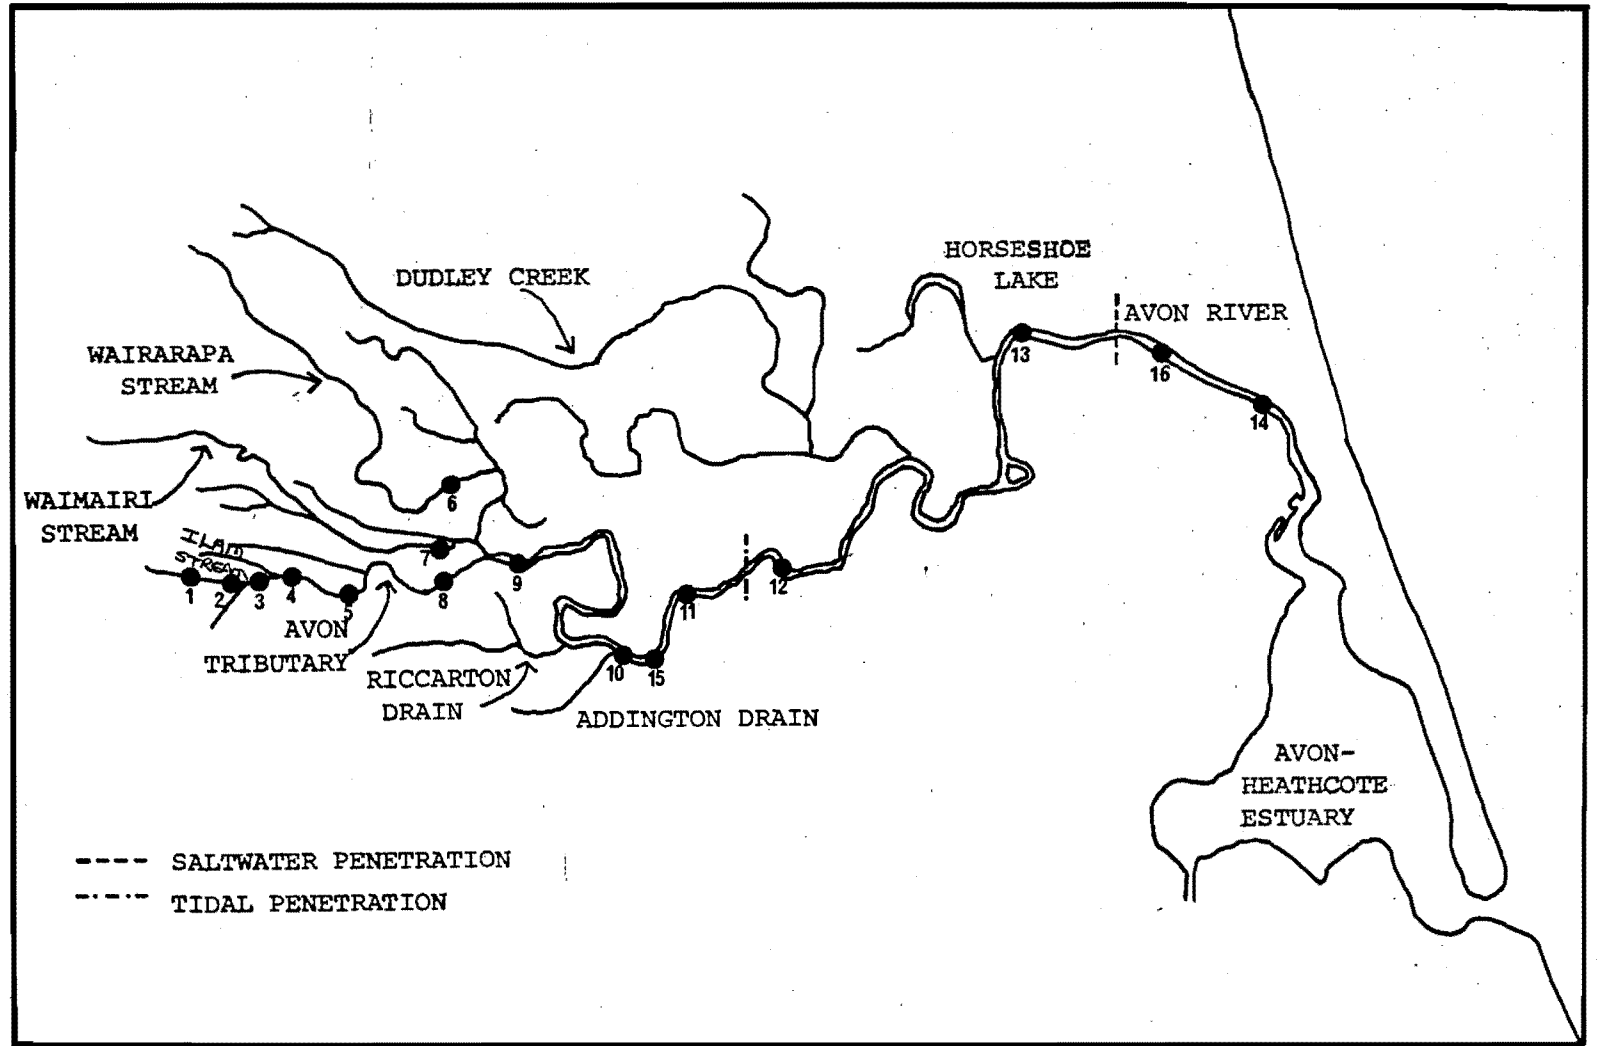 HORSESHOE
LAKE
DUDLEY CREEK
AVON RIVER
WAIRARAPA
STREAM
WAIMAIRI
STREAM
ILAM
STREAM
1
2
3
4
5
6
7
8
9
10
15
11
12
13
16
14
AVON
TRIBUTARY
RICCARTON
DRAIN
ADDINGTON DRAIN
AVON-
HEATHCOTE
ESTUARY
SALTWATER PENETRATION
TIDAL PENETRATION